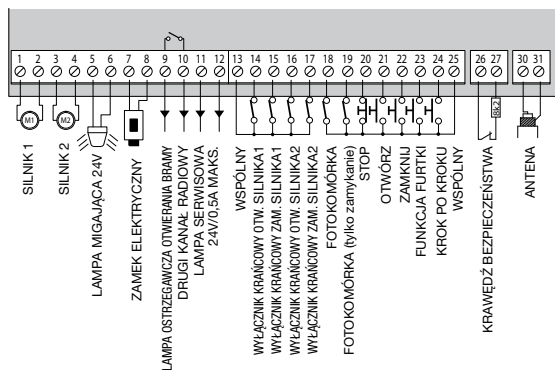 1 2 3 4 5 6 7 8 9 10 11 12 13 14 15 16 17 18 19 20 21 22 23 24 25 26 27 30 31
M1
M2
8k2
SILNIK 1
SILNIK 2
LAMPA MIGAJĄCA 24V
ZAMEK ELEKTRYCZNY
LAMPA OSTRZEGAWCZA OTWIERANIA BRAMY
DRUGI KANAŁ RADIOWY
LAMPA SERWISOWA
24V/0,5A MAKS.
WSPÓLNY
WYŁĄCZNIK KRAŃCOWY OTW. SILNIKA1
WYŁĄCZNIK KRAŃCOWY ZAM. SILNIKA1
WYŁĄCZNIK KRAŃCOWY OTW. SILNIKA2
WYŁĄCZNIK KRAŃCOWY ZAM. SILNIKA2
FOTOKOMÓRKA
FOTOKOMÓRKA (tylko zamykanie)
STOP
OTWÓRZ
ZAMKNIJ
FUNKCJA FURTKI
KROK PO KROKU
WSPÓLNY
KRAWĘDŹ BEZPIECZEŃSTWA
ANTENA